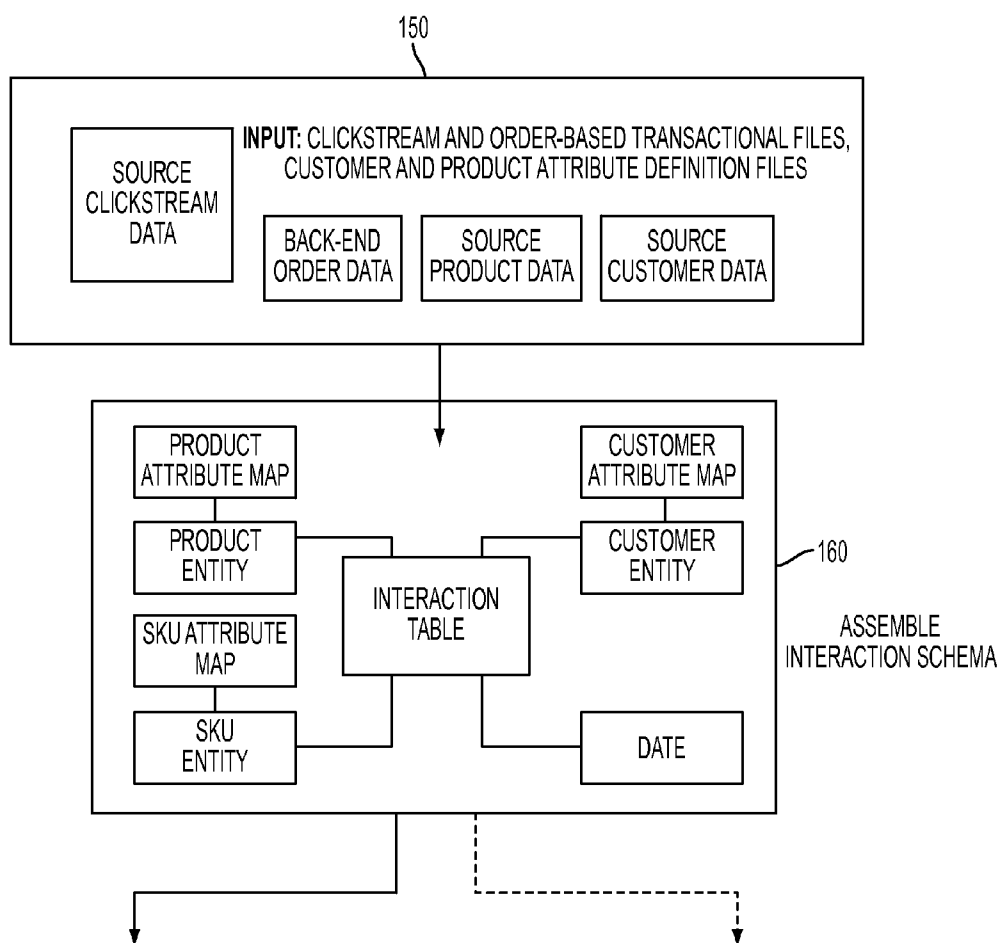 150
INPUT: CLICKSTREAM AND ORDER-BASED TRANSACTIONAL FILES,
CUSTOMER AND PRODUCT ATTRIBUTE DEFINITION FILES
SOURCE
CLICKSTREAM
DATA
BACK-END
ORDER DATA
SOURCE
PRODUCT DATA
SOURCE
CUSTOMER DATA
PRODUCT
ATTRIBUTE MAP
CUSTOMER
ATTRIBUTE MAP
PRODUCT
ENTITY
CUSTOMER
ENTITY
160
INTERACTION
TABLE
SKU ATTRIBUTE
MAP
ASSEMBLE
INTERACTION SCHEMA
SKU
ENTITY
DATE